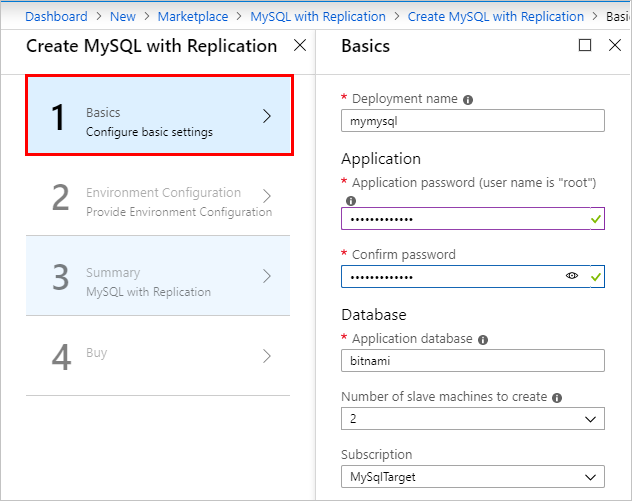 Dashboard > New > Marketplace > MySQL with Replication > Create MySQL with Replication > Basi
Create MySQL with Replication
1
Basics
Configure basic settings
2
Environment Configuration
Provide Environment Configuration
3
Summary
MySQL with Replication
4
Buy
Basics
* Deployment name
mymysql
Application
* Application password (user name is "root")
•••••••••••••
* Confirm password
•••••••••••••
Database
* Application database
bitnami
Number of slave machines to create
2
Subscription
MySqlTarget